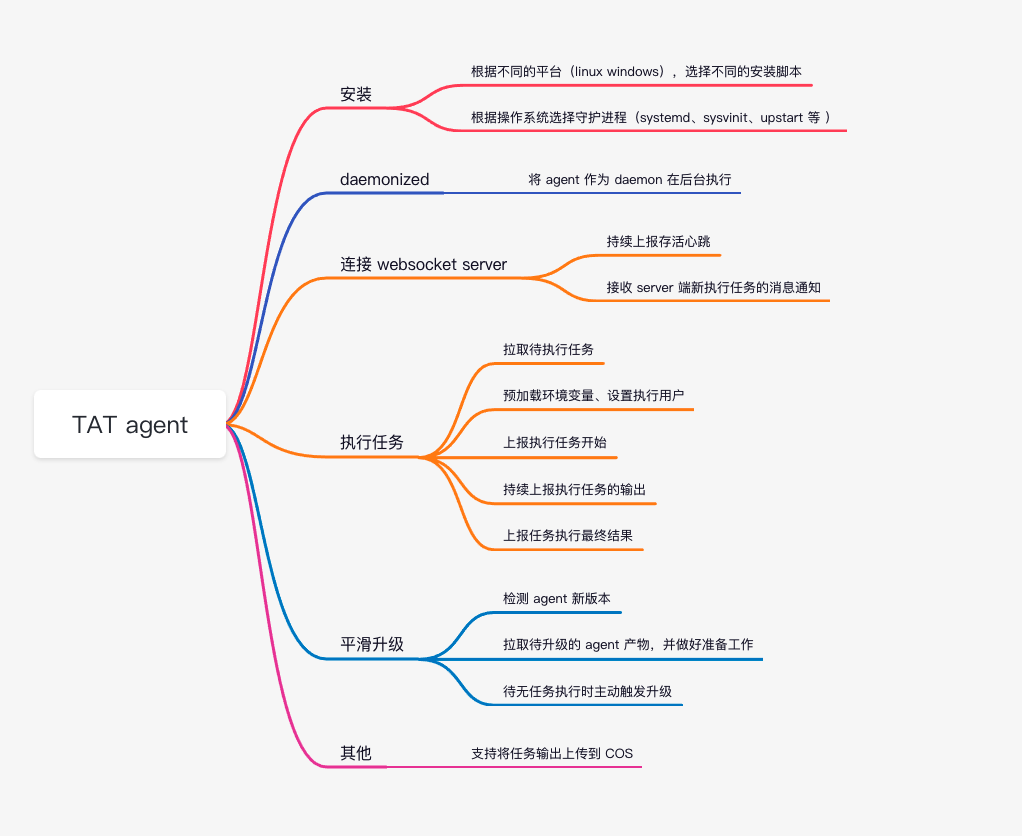 TAT agent
安装
根据不同的平台（linux windows），选择不同的安装脚本
根据操作系统选择守护进程（systemd、sysvinit、upstart 等 ）
daemonized
将 agent 作为 daemon 在后台执行
连接 websocket server
持续上报存活心跳
接收 server 端新执行任务的消息通知
执行任务
拉取待执行任务
预加载环境变量、设置执行用户
上报执行任务开始
持续上报执行任务的输出
上报任务执行最终结果
平滑升级
检测 agent 新版本
拉取待升级的 agent 产物，并做好准备工作
待无任务执行时主动触发升级
其他
支持将任务输出上传到 COS